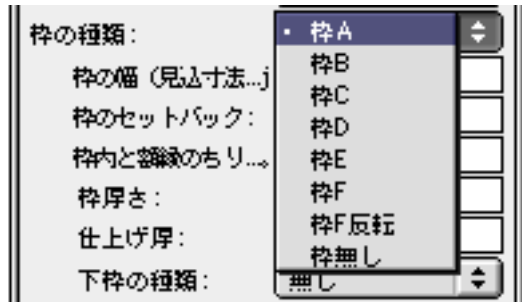 枠の種類:
枠の幅 (見込寸法…j
枠のセットバック:
枠内と額縁のちり…。
枠厚さ:
仕上げ厚:
下枠の種類:
・ 枠A
枠B
枠C
枠D
枠E
枠F
枠F反転
枠無し
無し